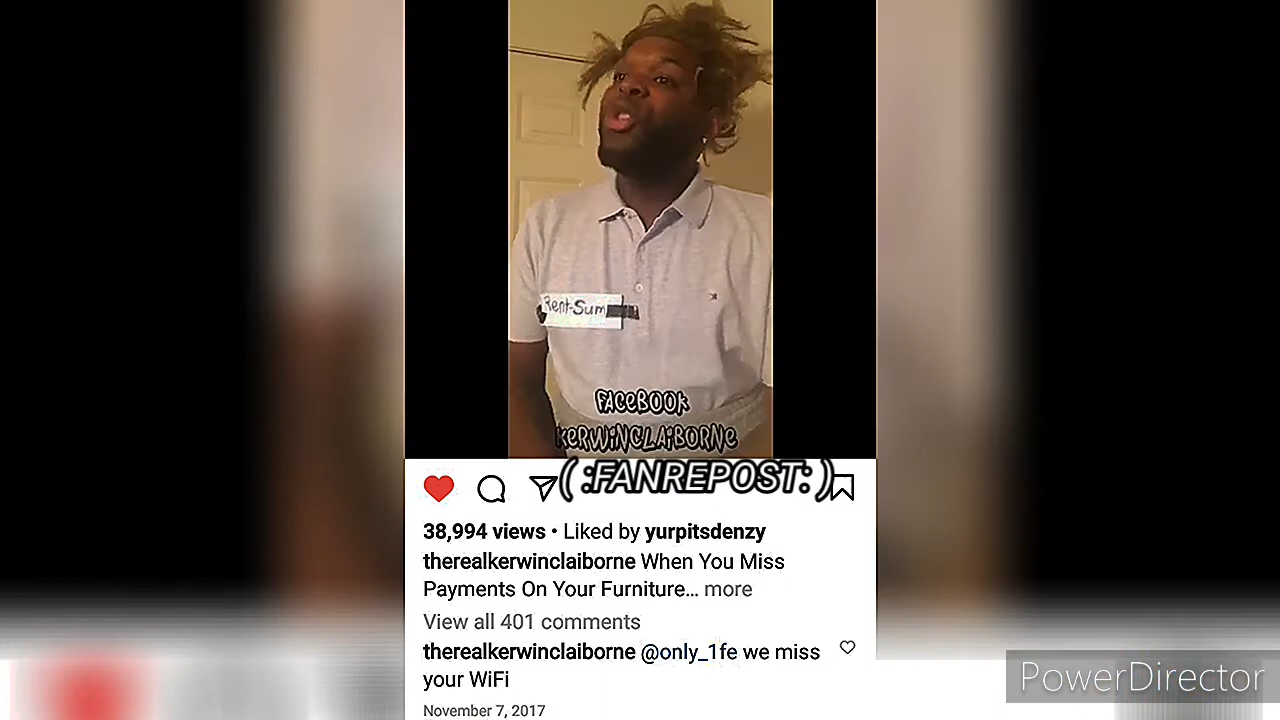 Rent-Sum
FACEBOOK
KERWINCLAIBORNE
( :FANREPOST: )
38,994 views • Liked by yurpitsdenzy
therealkerwinclaiborne When You Miss
Payments On Your Furniture... more
View all 401 comments
therealkerwinclaiborne @only_1fe we miss
your WiFi
November 7, 2017
PowerDirector